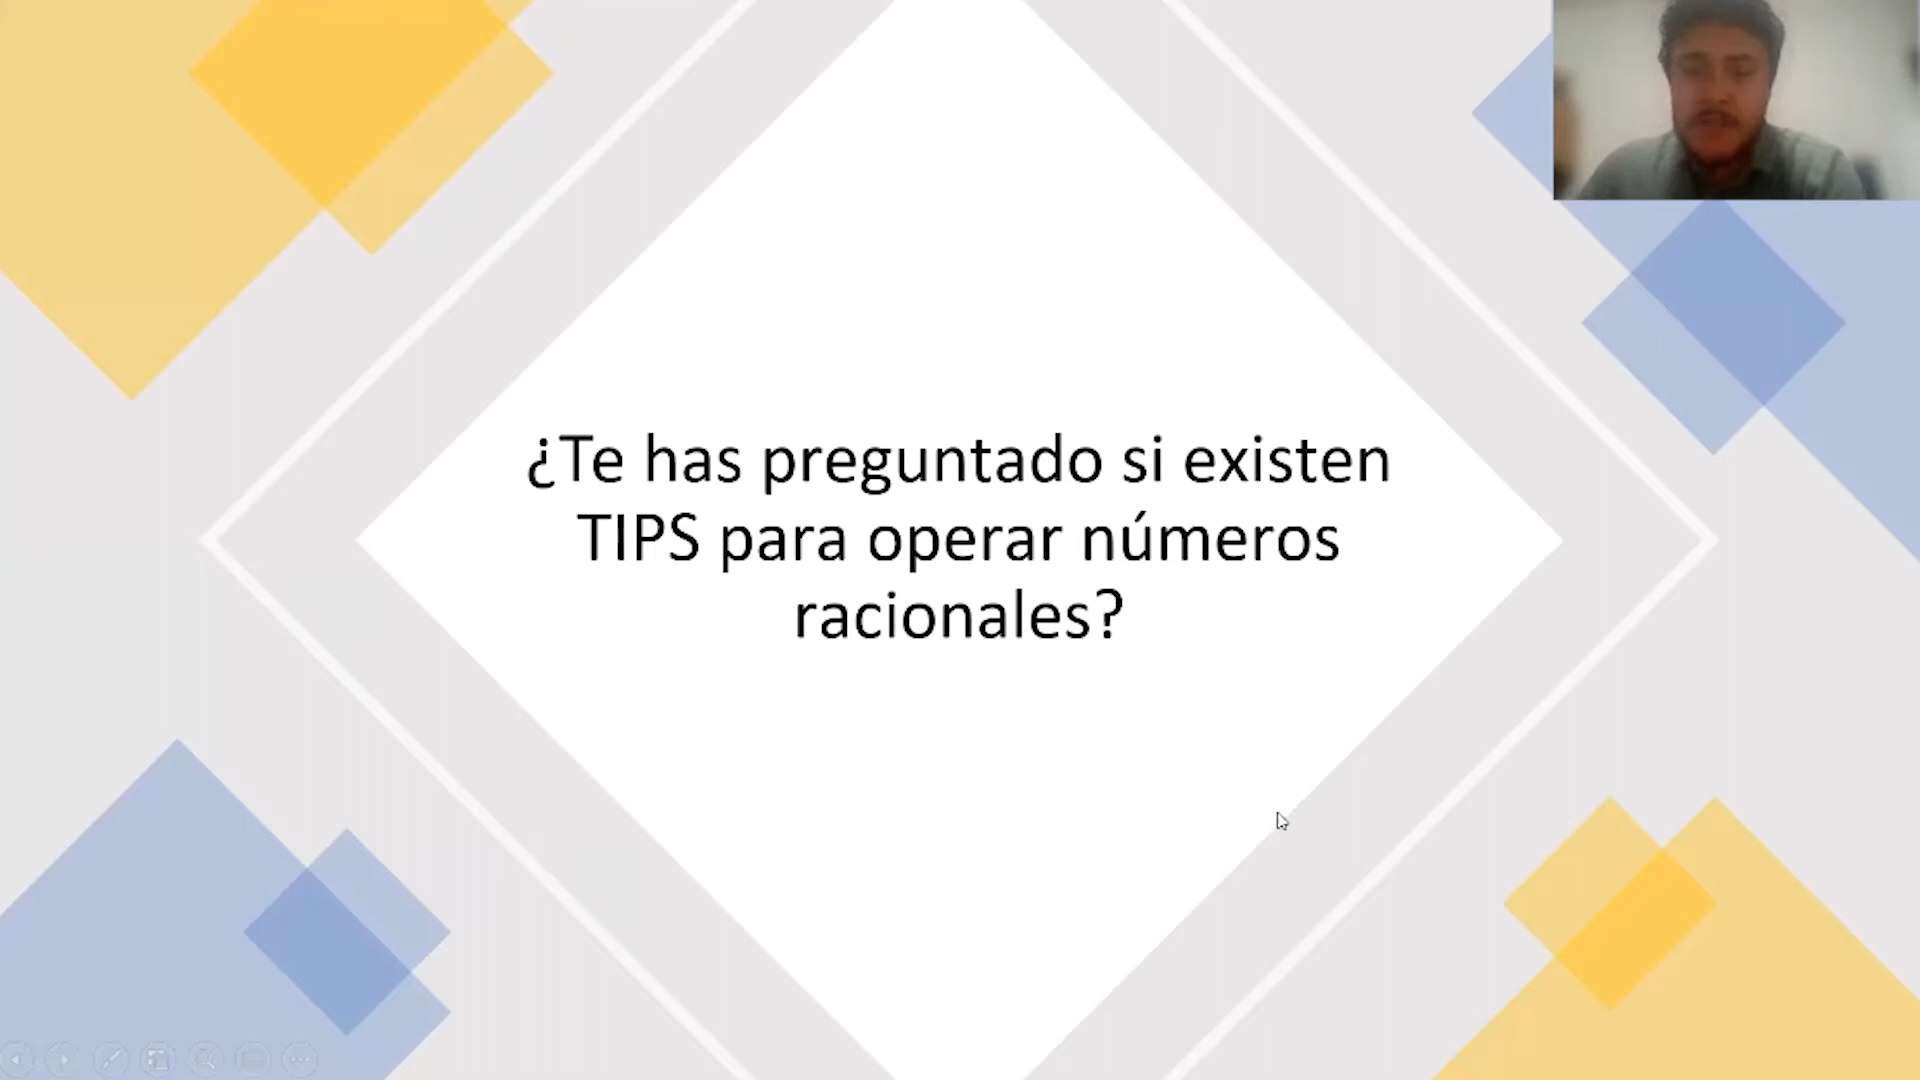 ¿Te has preguntado si existen
TIPS para operar números
racionales?